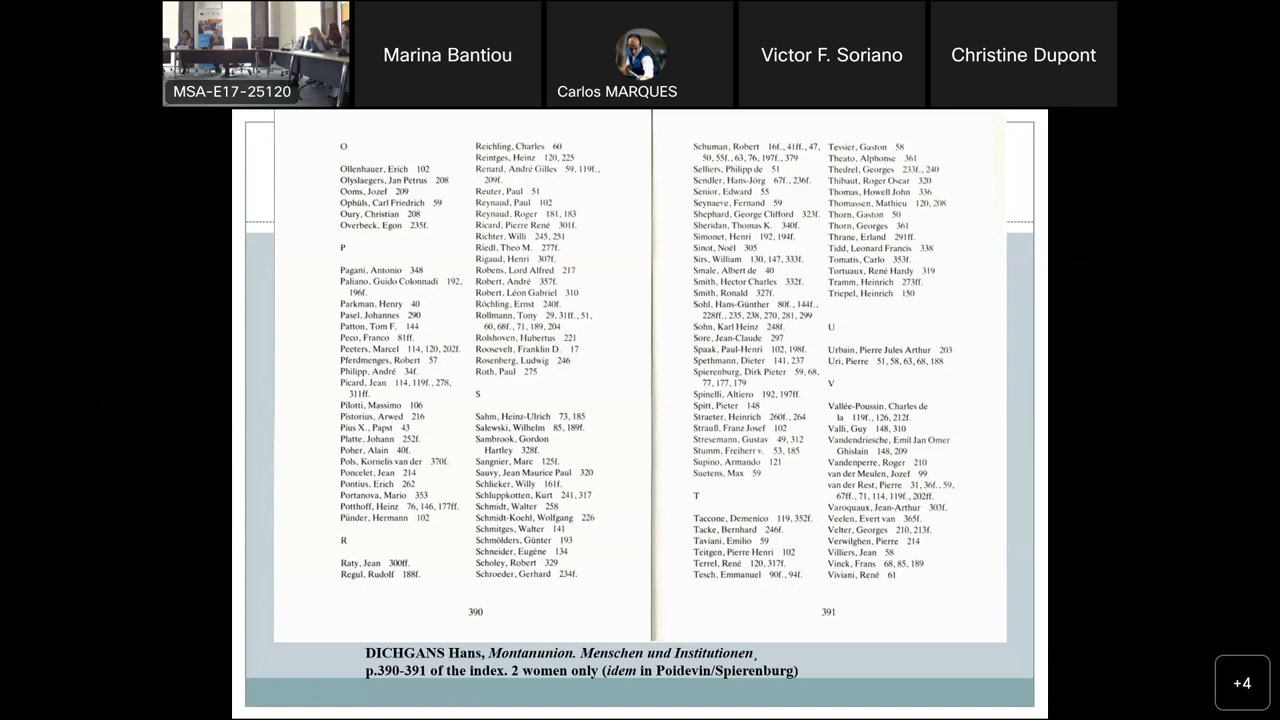 MSA-E17-25120
Marina Bantiou
Carlos MARQUES
Victor F. Soriano
Christine Dupont
O
Ollenhauer, Erich 102
Olyslaegers, Jan Petrus 208
Ooms, Jozef 209
Ophüls, Carl Friedrich 59
Oury, Christian 208
Overbeck, Egon 235f.
P
Pagani, Antonio 348
Paliano, Guido Colonnadi 192,
196f.
Parkman, Henry 40
Pasel, Johannes 290
Patton, Tom F. 144
Peco, Franco 81ff.
Peeters, Marcel 114, 120, 202f.
Pferdmenges, Robert 57
Philipp, André 34f.
Picard, Jean 114, 119f., 278,
311ff.
Pilotti, Massimo 106
Pistorius, Arwed 216
Pius X., Papst 43
Platte, Johann 252f.
Poher, Alain 40f.
Pols, Kornelis van der 370f.
Poncelet, Jean 214
Pontius, Erich 262
Portanova, Mario 353
Potthoff, Heinz 76, 146, 177ff.
Pünder, Hermann 102
R
Raty, Jean 300ff.
Regul, Rudolf 188f.
Reichling, Charles 60
Reintges, Heinz 120, 225
Renard, André Gilles 59, 119f.,
209f.
Reuter, Paul 51
Reynaud, Paul 102
Reynaud, Roger 181, 183
Ricard, Pierre René 301f.
Richter, Willi 245, 251
Riedl, Theo M. 277f.
Rigaud, Henri 307f.
Robens, Lord Alfred 217
Robert, André 357f.
Robert, Léon Gabriel 310
Röchling, Ernst 240f.
Rollmann, Tony 29, 31ff., 51,
60, 68f., 71, 189, 204
Rolshoven, Hubertus 221
Roosevelt, Franklin D. 17
Rosenberg, Ludwig 246
Roth, Paul 275
S
Sahm, Heinz-Ulrich 73, 185
Salewski, Wilhelm 85, 189f.
Sambrook, Gordon
Hartley 328f.
Sangnier, Marc 125f.
Sauvy, Jean Maurice Paul 320
Schlieker, Willy 161f.
Schluppkotten, Kurt 241, 317
Schmidt, Walter 258
Schmidt-Koehl, Wolfgang 226
Schmitges, Walter 141
Schmölders, Günter 193
Schneider, Eugène 134
Scholey, Robert 329
Schroeder, Gerhard 234f.
390
Schuman, Robert 16f., 41ff., 47,
50, 55f., 63, 76, 197f., 379
Selliers, Philipp de 51
Sendler, Hans-Jörg 67f., 236f.
Senior, Edward 55
Seynaeve, Fernand 59
Shephard, George Clifford 323f.
Sheridan, Thomas K. 340f.
Simonet, Henri 192, 194f.
Sinot, Noël 305
Sirs, William 130, 147, 333f.
Smale, Albert de 40
Smith, Hector Charles 332f.
Smith, Ronald 327f.
Sohl, Hans-Günther 80f., 144f.,
228ff., 235, 238, 270, 281, 299
Sohn, Karl Heinz 248f.
Sore, Jean-Claude 297
Spaak, Paul-Henri 102, 198f.
Spethmann, Dieter 141, 237
Spierenburg, Dirk Pieter 59, 68,
77, 177, 179
Spinelli, Altiero 192, 197ff.
Spitt, Pieter 148
Straeter, Heinrich 260f., 264
Strauß, Franz Josef 102
Stresemann, Gustav 49, 312
Stumm, Freiherr v. 53, 185
Supino, Armando 121
Suetens, Max 59
T
Taccone, Demenico 119, 352f.
Tacke, Bernhard 246f.
Taviani, Emilio 59
Teitgen, Pierre Henri 102
Terrel, René 120, 317f.
Tesch, Emmanuel 90f., 94f.
Tessier, Gaston 58
Theato, Alphonse 361
Thedrel, Georges 233f., 240
Thibaut, Roger Oscar 320
Thomas, Howell John 336
Thomassen, Mathieu 120, 208
Thorn, Gaston 50
Thorn, Georges 361
Thrane, Erland 291ff.
Tidd, Leonard Francis 338
Tomatis, Carlo 353f.
Tortuaux, René Hardy 319
Tramm, Heinrich 273ff.
Triepel, Heinrich 150
U
Urbain, Pierre Jules Arthur 203
Uri, Pierre 51, 58, 63, 68, 188
V
Vallée-Poussin, Charles de
la 119f., 126, 212f.
Valli, Guy 148, 310
Vandendriesche, Emil Jan Omer
Ghislain 148, 209
Vandenperre, Roger 210
van der Meulen, Jozef 99
van der Rest, Pierre 31, 36f., 59,
67ff., 71, 114, 119f., 202ff.
Varoquaux, Jean-Arthur 303f.
Veelen, Evert van 365f.
Velter, Georges 210, 213f.
Verwilghen, Pierre 214
Villiers, Jean 58
Vinck, Frans 68, 85, 189
Viviani, René 61
391
DICHGANS Hans, Montanunion. Menschen und Institutionen,
p.390-391 of the index. 2 women only (idem in Poidevin/Spierenburg)
+4